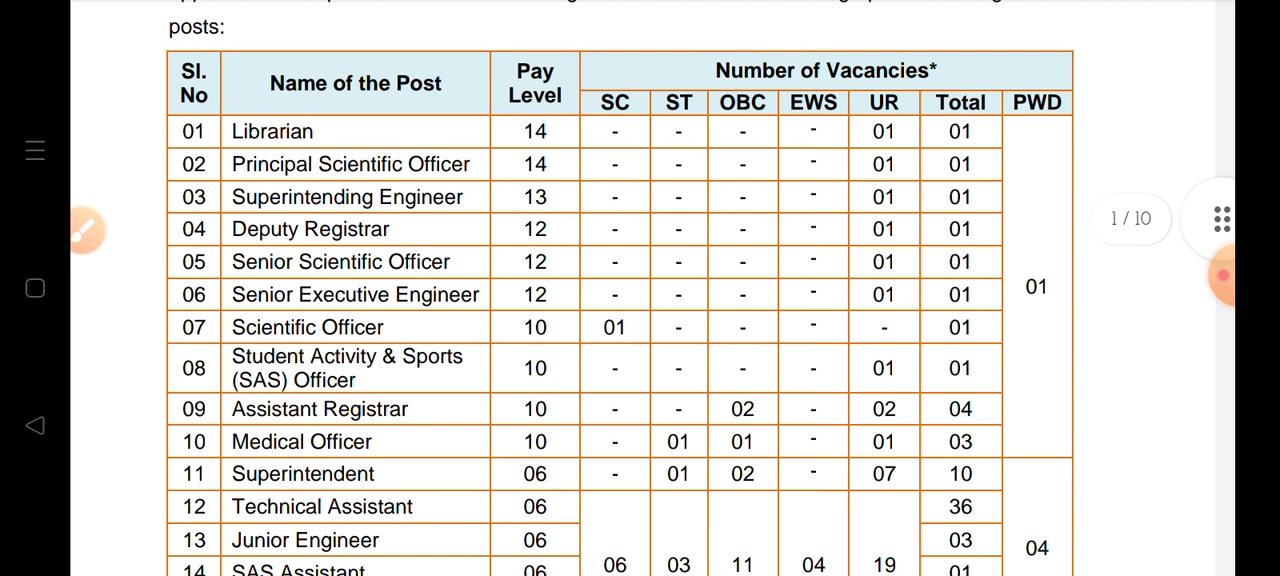 posts:
Sl. No Name of the Post Pay Level Number of Vacancies*
SC ST OBC EWS UR Total PWD
01 Librarian 14 - - - - 01 01
02 Principal Scientific Officer 14 - - - - 01 01
03 Superintending Engineer 13 - - - - 01 01
04 Deputy Registrar 12 - - - - 01 01
05 Senior Scientific Officer 12 - - - - 01 01
06 Senior Executive Engineer 12 - - - - 01 01 01
07 Scientific Officer 10 01 - - - - 01
08 Student Activity & Sports (SAS) Officer 10 - - - - 01 01
09 Assistant Registrar 10 - - 02 - 02 04
10 Medical Officer 10 - 01 01 - 01 03
11 Superintendent 06 - 01 02 - 07 10
12 Technical Assistant 06 36
13 Junior Engineer 06 03 04
14 SAS Assistant 06 06 03 11 04 19 01
1 / 10